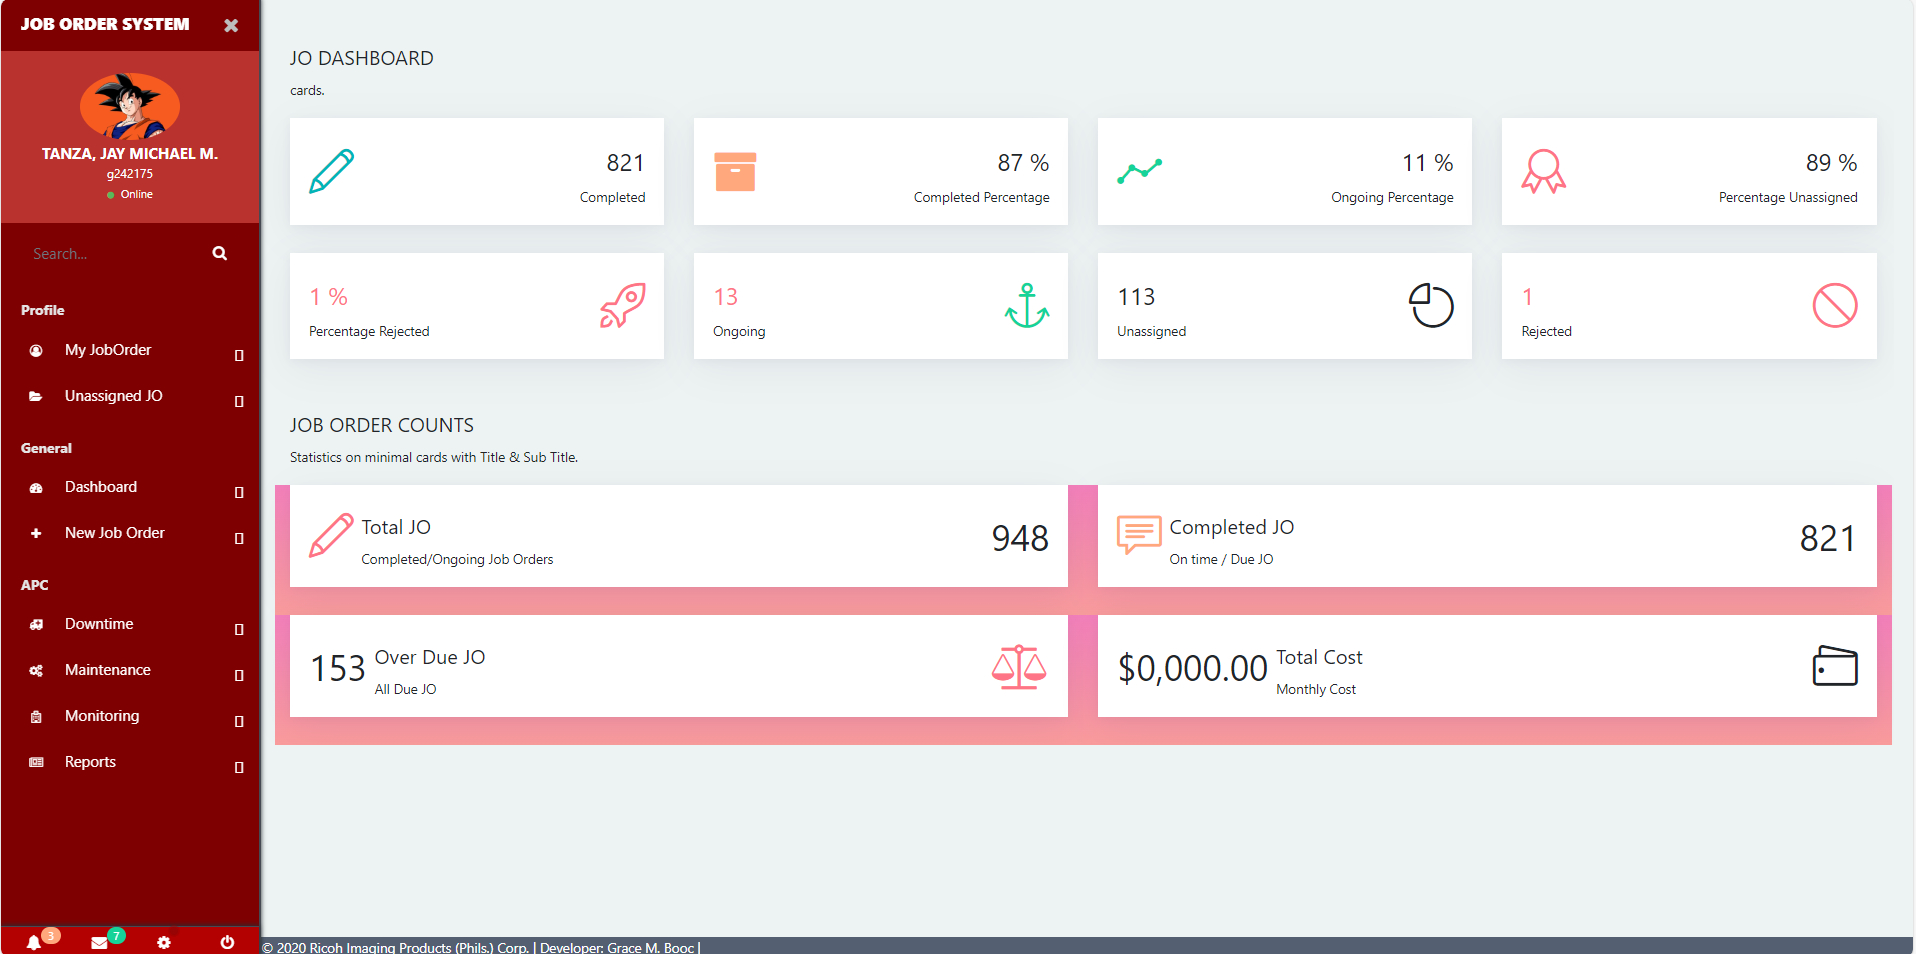 JOB ORDER SYSTEM
TANZA, JAY MICHAEL M.
g242175
Online
Search...
Profile
My JobOrder
Unassigned JO
General
Dashboard
New Job Order
APC
Downtime
Maintenance
Monitoring
Reports
3
7
JO DASHBOARD
cards.
821
Completed
87 %
Completed Percentage
11 %
Ongoing Percentage
89 %
Percentage Unassigned
1 %
Percentage Rejected
13
Ongoing
113
Unassigned
1
Rejected
JOB ORDER COUNTS
Statistics on minimal cards with Title & Sub Title.
Total JO
Completed/Ongoing Job Orders
948
Completed JO
On time / Due JO
821
153
Over Due JO
All Due JO
$0,000.00
Total Cost
Monthly Cost
© 2020 Ricoh Imaging Products (Phils.) Corp. | Developer: Grace M. Booc |